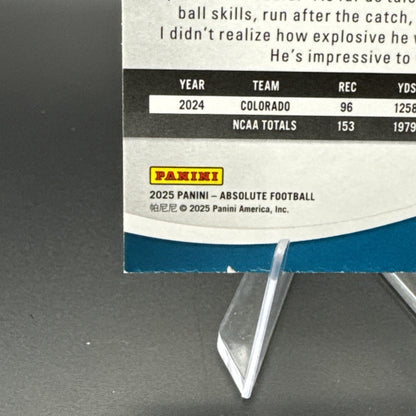 ball skills, run after the catch,
I didn't realize how explosive he
He's impressive to
YEAR TEAM REC YDS
2024 COLORADO 96 1258
NCAA TOTALS 153 1979
PANINI
2025 PANINI – ABSOLUTE FOOTBALL
帕尼尼 © 2025 Panini America, Inc.